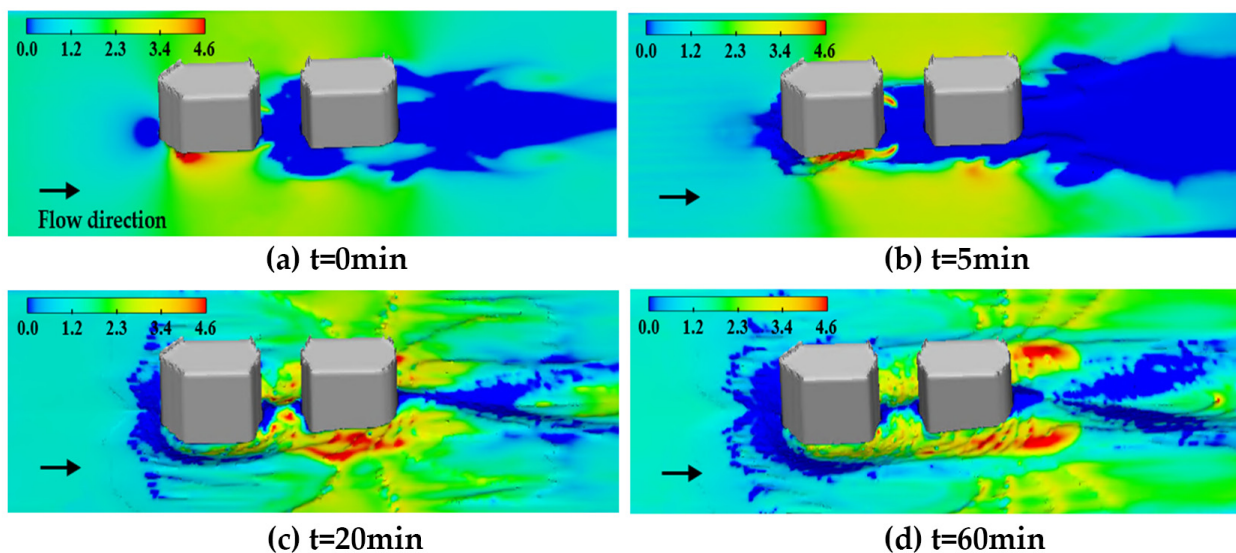 0.0 1.2 2.3 3.4 4.6
Flow direction
(a) t=0min
0.0 1.2 2.3 3.4 4.6
(b) t=5min
0.0 1.2 2.3 3.4 4.6
(c) t=20min
0.0 1.2 2.3 3.4 4.6
(d) t=60min